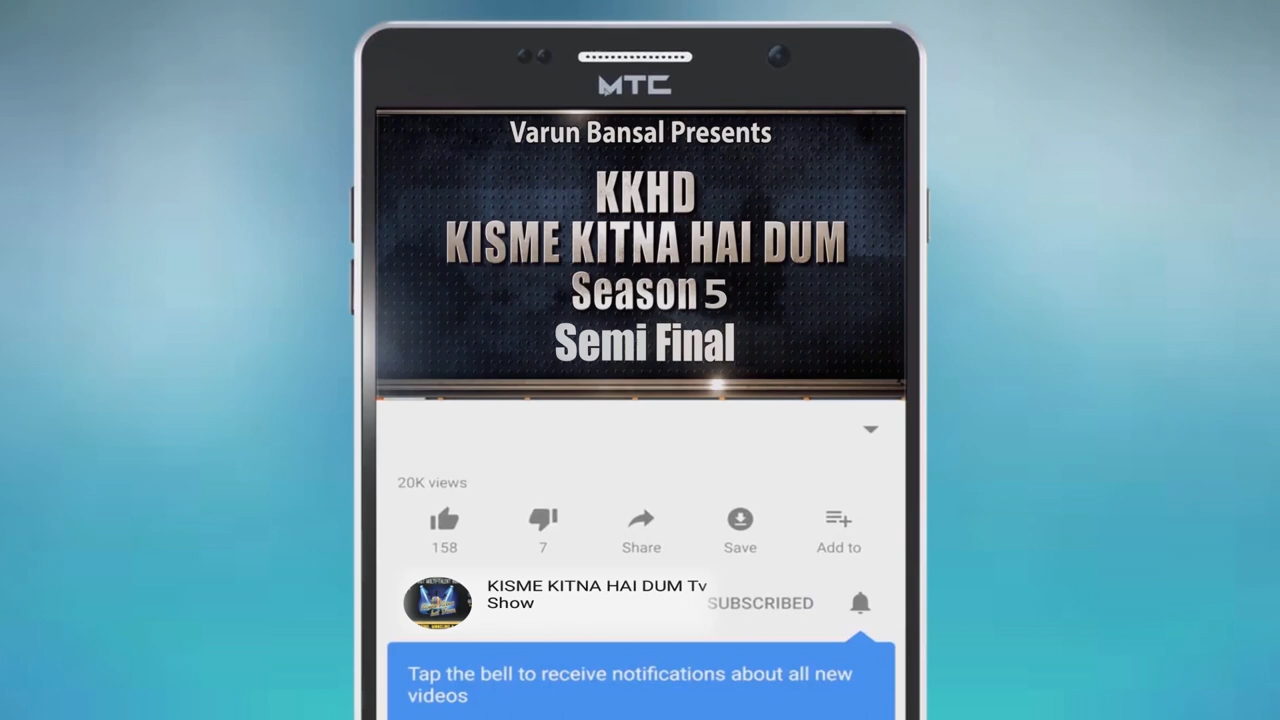 MTC
Varun Bansal Presents
KKHD
KISME KITNA HAI DUM
Season 5
Semi Final
20K views
158
7
Share
Save
Add to
KISME KITNA HAI DUM Tv
Show
SUBSCRIBED
Tap the bell to receive notifications about all new
videos